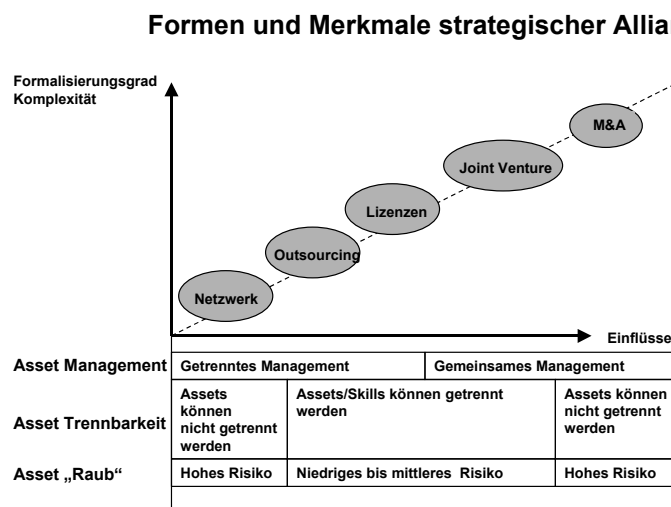 Formen und Merkmale strategischer Allia
Formalisierungsgrad
Komplexität
M&A
Joint Venture
Lizenzen
Outsourcing
Netzwerk
Einflüsse
Asset Management
Getrenntes Management
Gemeinsames Management
Asset Trennbarkeit
Assets
können
nicht getrennt
werden
Assets/Skills können getrennt
werden
Assets können
nicht getrennt
werden
Asset „Raub“
Hohes Risiko
Niedriges bis mittleres Risiko
Hohes Risiko